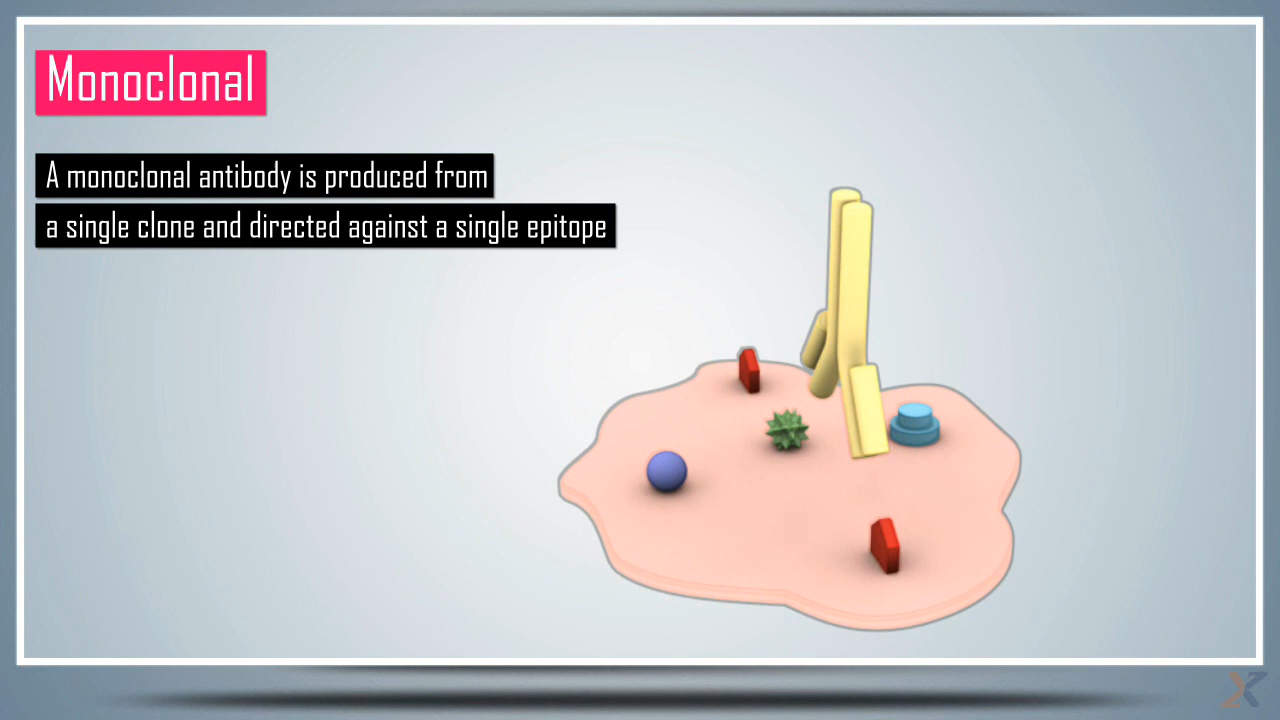 Monoclonal
A monoclonal antibody is produced from
a single clone and directed against a single epitope